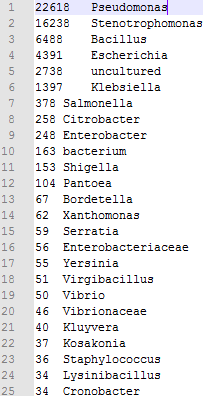 1 22618 Pseudomonas
2 16238 Stenotrophomonas
3 6488 Bacillus
4 4391 Escherichia
5 2738 uncultured
6 1397 Klebsiella
7 378 Salmonella
8 258 Citrobacter
9 248 Enterobacter
10 163 bacterium
11 153 Shigella
12 104 Pantoea
13 67 Bordetella
14 62 Xanthomonas
15 59 Serratia
16 56 Enterobacteriaceae
17 55 Yersinia
18 51 Virgibacillus
19 50 Vibrio
20 46 Vibrionaceae
21 40 Kluyvera
22 37 Kosakonia
23 36 Staphylococcus
24 34 Lysinibacillus
25 34 Cronobacter